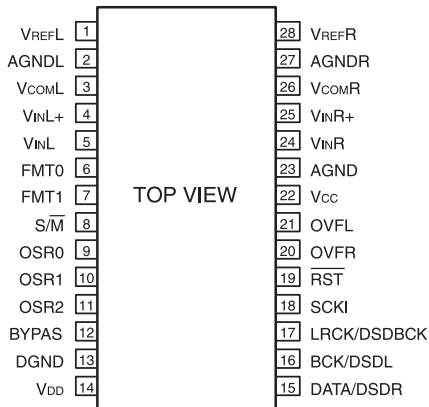 VREFL 1 28 VREFR
AGNDL 2 27 AGNDR
VCOML 3 26 VCOMR
VINL+ 4 25 VINR+
VINL 5 24 VINR
FMT0 6 23 AGND
FMT1 7 TOP VIEW 22 VCC
S/M̅ 8 21 OVFL
OSR0 9 20 OVFR
OSR1 10 19 R̅S̅T̅
OSR2 11 18 SCKI
BYPAS 12 17 LRCK/DSDBCK
DGND 13 16 BCK/DSDL
VDD 14 15 DATA/DSDR